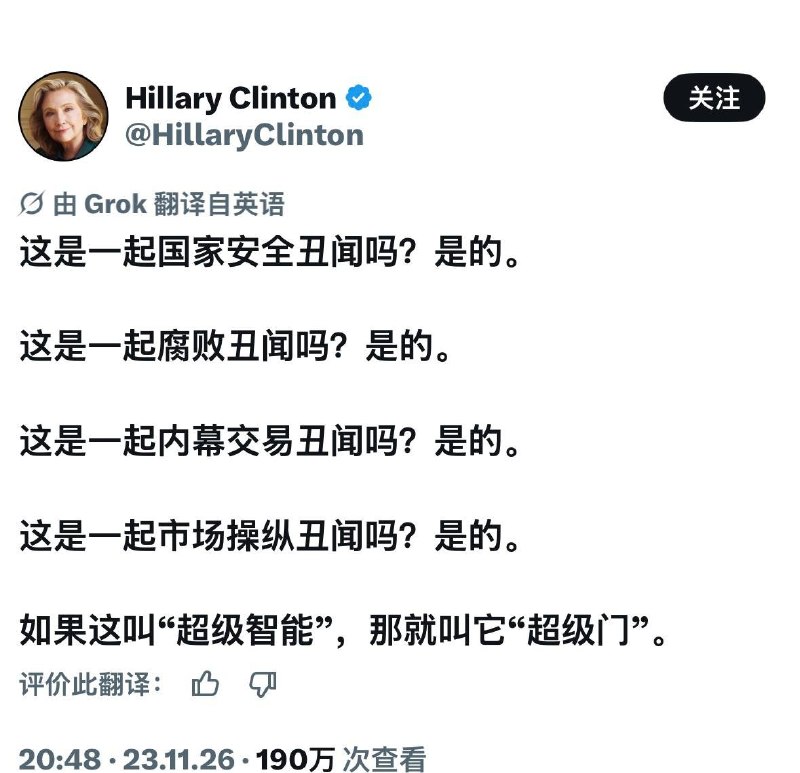 Hillary Clinton
关注
@HillaryClinton
由 Grok 翻译自英语
这是一起国家安全丑闻吗？是的。
这是一起腐败丑闻吗？是的。
这是一起内幕交易丑闻吗？是的。
这是一起市场操纵丑闻吗？是的。
如果这叫“超级智能”，那就叫它“超级门”。
评价此翻译：
20:48 · 23.11.26 · 190万 次查看